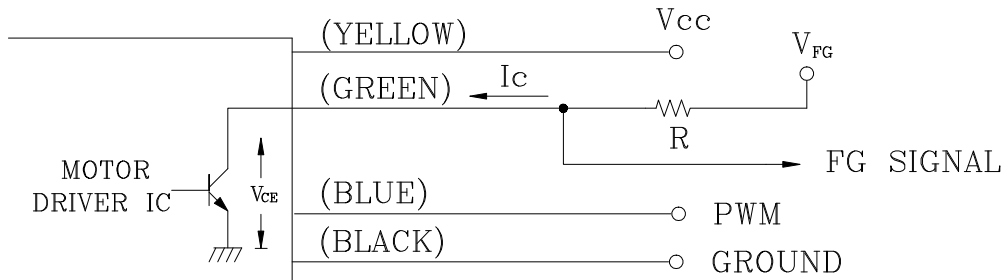 (YELLOW)
Vcc
VFG
(GREEN)
Ic
R
FG SIGNAL
MOTOR
DRIVER IC
VCE
(BLUE)
PWM
(BLACK)
GROUND